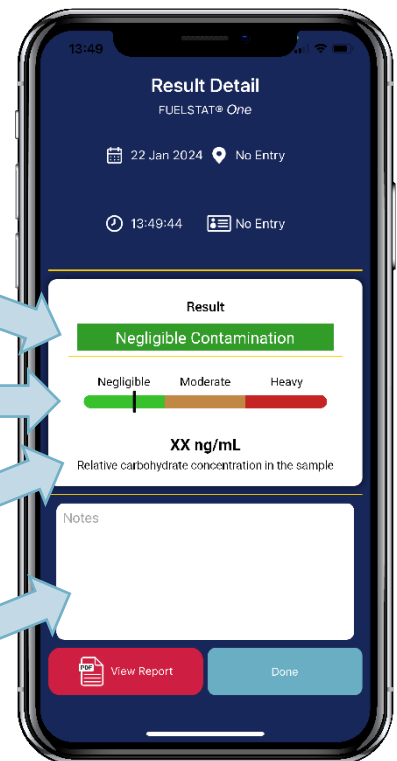 13:49
Result Detail
FUELSTAT® One
22 Jan 2024 No Entry
13:49:44 No Entry
Result
Negligible Contamination
Negligible Moderate Heavy
XX ng/mL
Relative carbohydrate concentration in the sample
Notes
PDF View Report Done